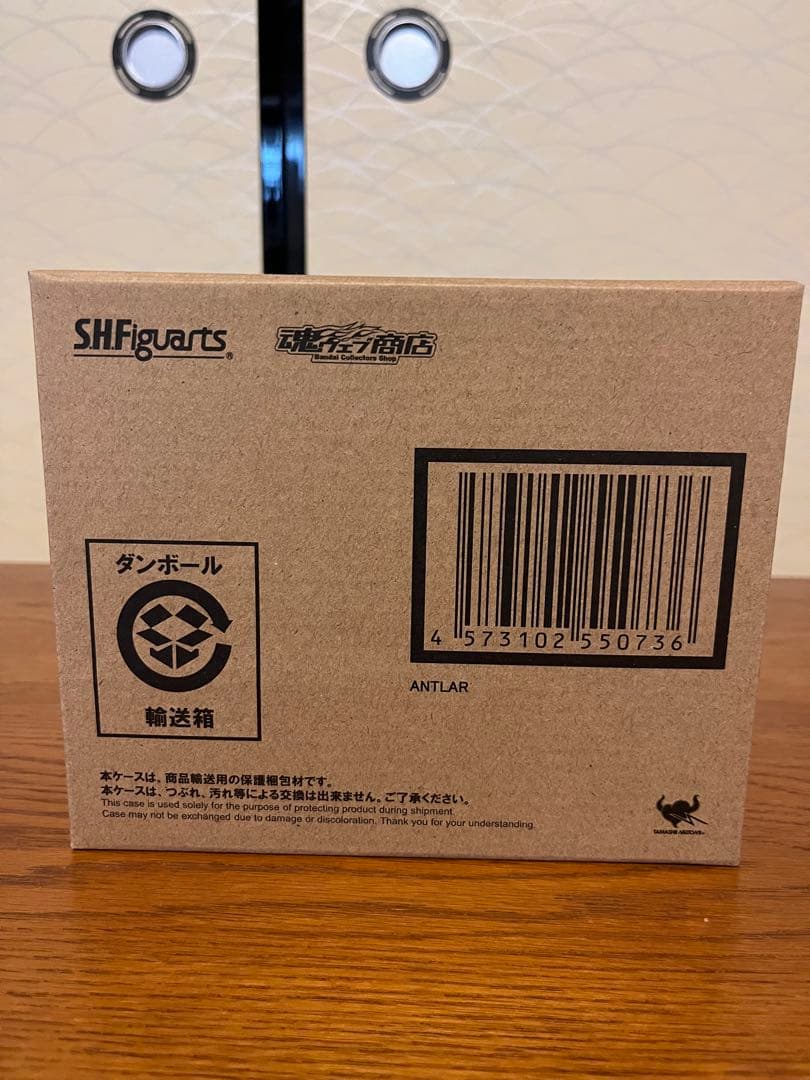 S.H.Figuarts®
魂ウェブ商店
Bandai Collectors Shop
4 573102 550736
ANTLAR
ダンボール
輸送箱
本ケースは、商品輸送用の保護梱包材です。
本ケースは、つぶれ、汚れ等による交換は出来ません。ご了承ください。
This case is used solely for the purpose of protecting product during shipment.
Case may not be exchanged due to damage or discoloration. Thank you for your understanding.
TAMASHII NATIONS